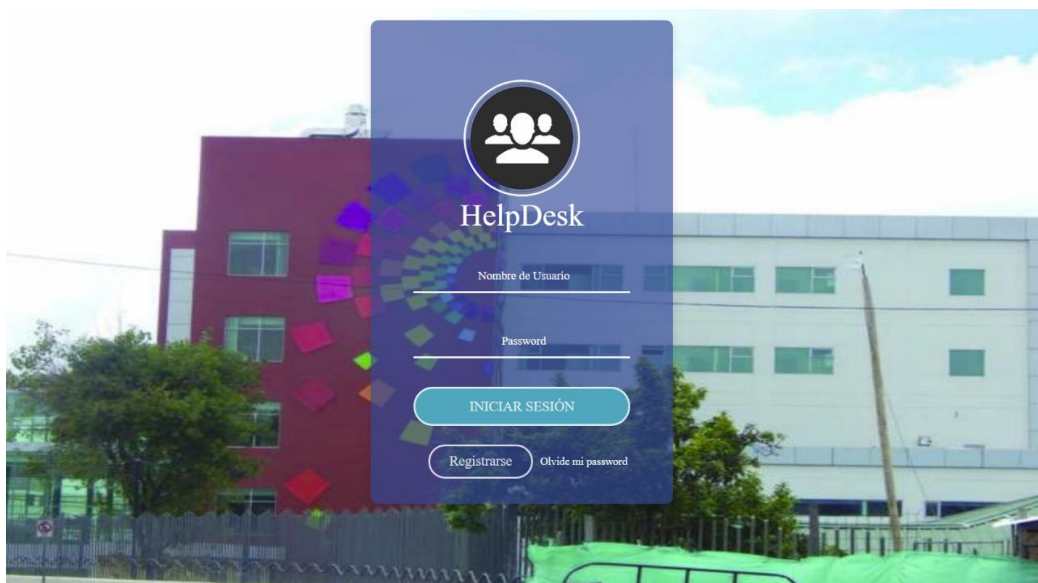 HelpDesk
Nombre de Usuario
Password
INICIAR SESIÓN
Registrarse
Olvide mi password